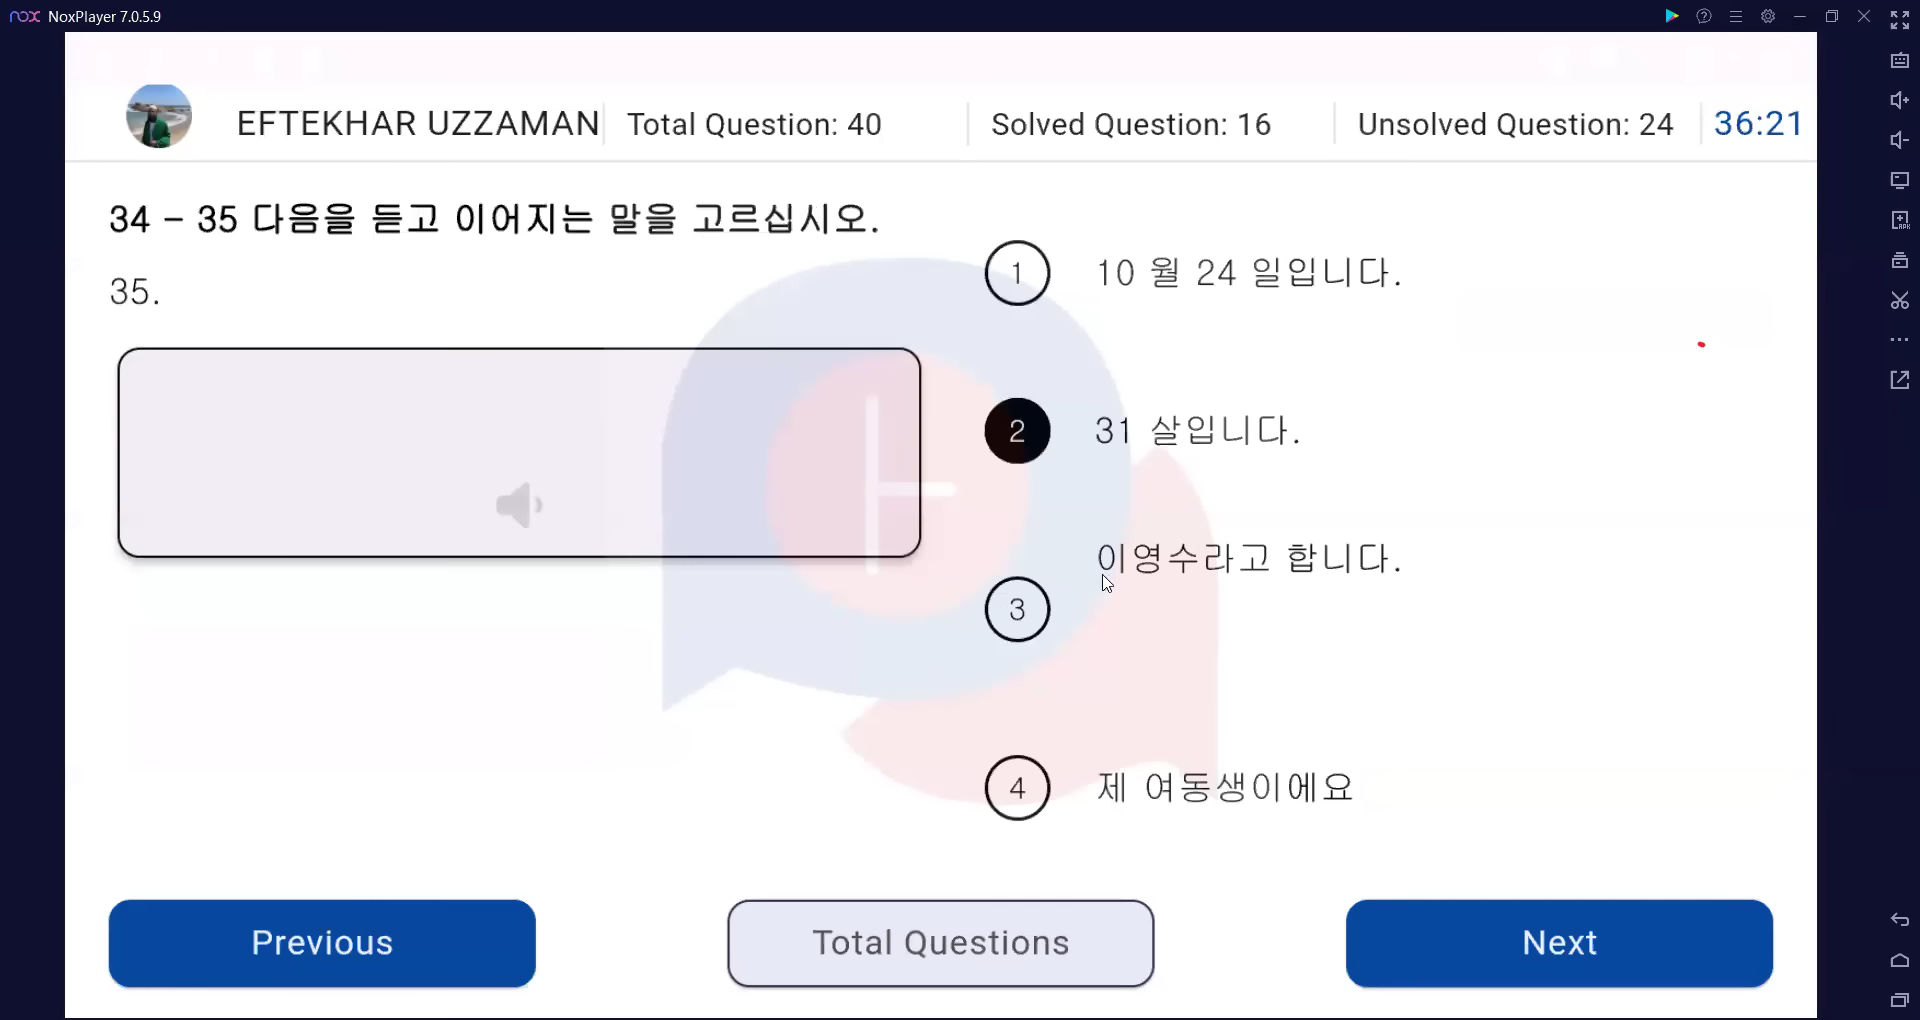 nox NoxPlayer 7.0.5.9
EFTEKHAR UZZAMAN
Total Question: 40
Solved Question: 16
Unsolved Question: 24
36:21
34 – 35 다음을 듣고 이어지는 말을 고르십시오.
35.
1 10 월 24 일입니다.
2 31 살입니다.
3 이영수라고 합니다.
4 제 여동생이에요
Previous
Total Questions
Next